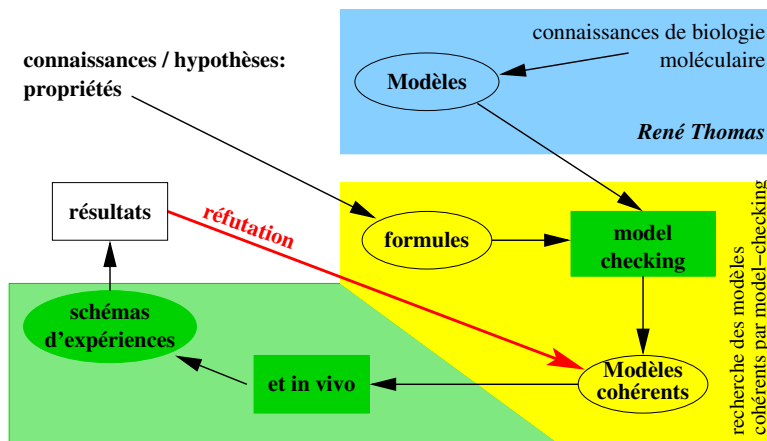 connaissances de biologie
moléculaire
connaissances / hypothèses:
propriétés
Modèles
René Thomas
résultats
réfutation
formules
model
checking
recherche des modèles
cohérents par model−checking
schémas
d'expériences
et in vivo
Modèles
cohérents